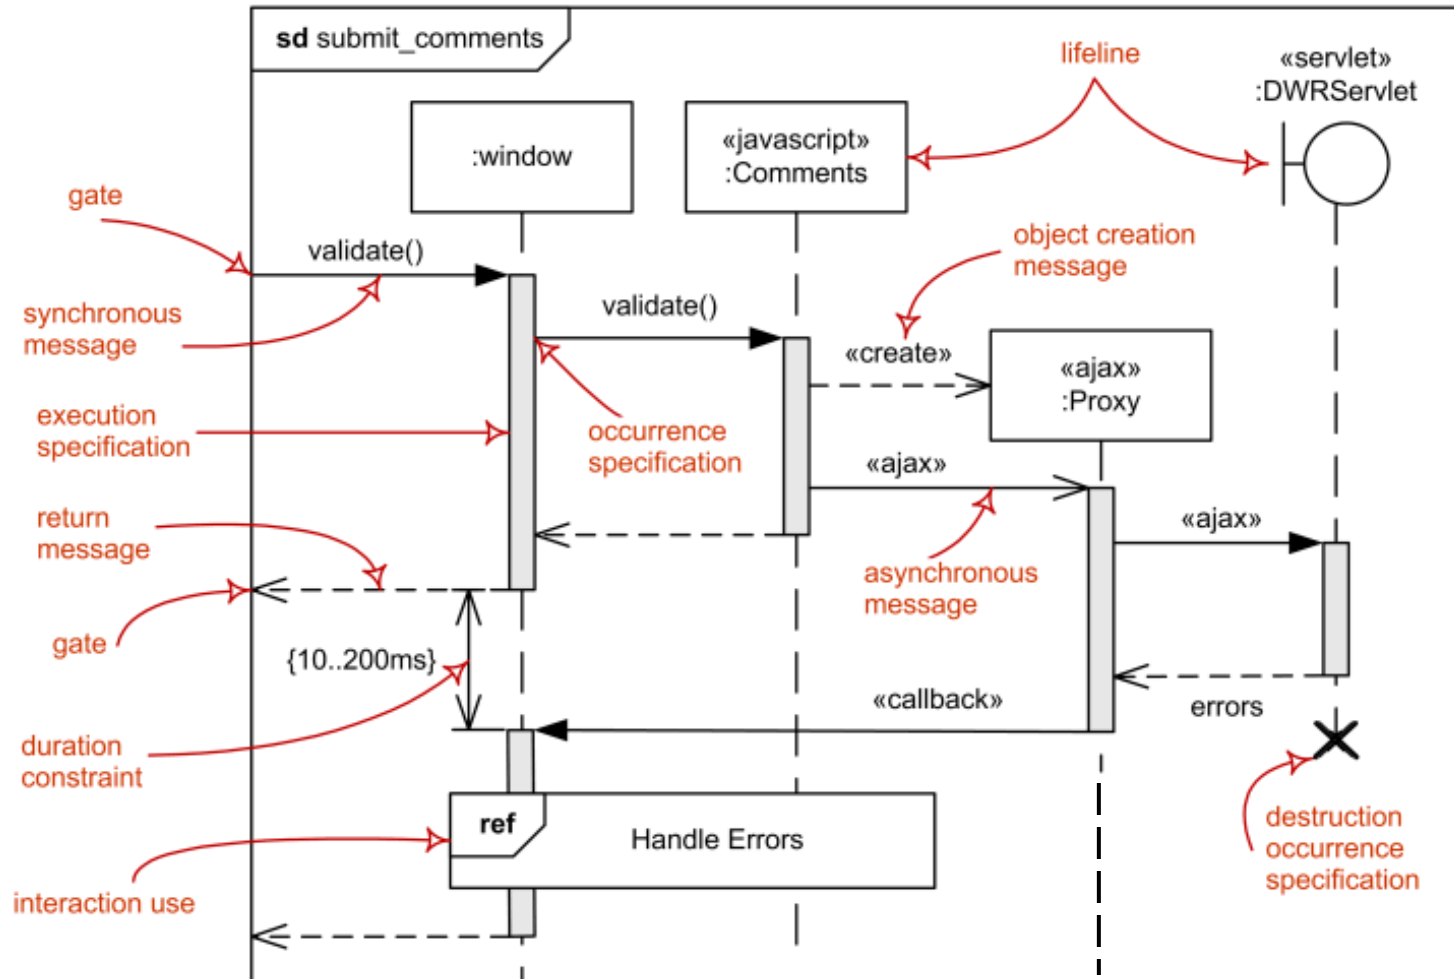 sd submit_comments
lifeline
«servlet»
:DWRServlet
:window
«javascript»
:Comments
gate
validate()
object creation
message
synchronous
message
validate()
«create»
«ajax»
:Proxy
execution
specification
occurrence
specification
«ajax»
return
message
«ajax»
asynchronous
message
gate
{10..200ms}
«callback»
errors
duration
constraint
ref
Handle Errors
destruction
occurrence
specification
interaction use